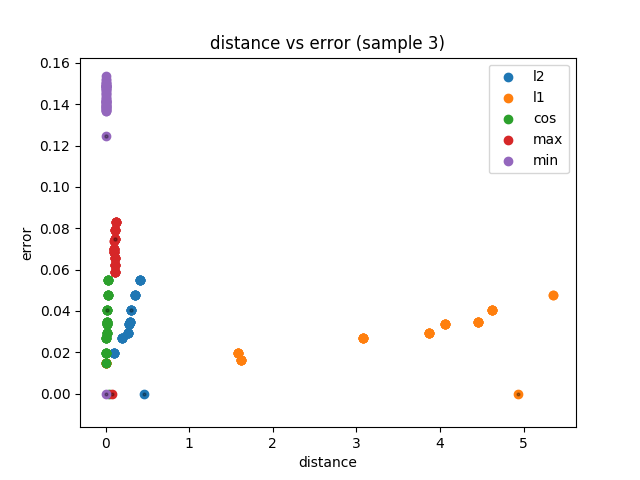 distance vs error (sample 3)
0.16
0.14
0.12
0.10
0.08
0.06
0.04
0.02
0.00
error
l2
l1
cos
max
min
0 1 2 3 4 5
distance